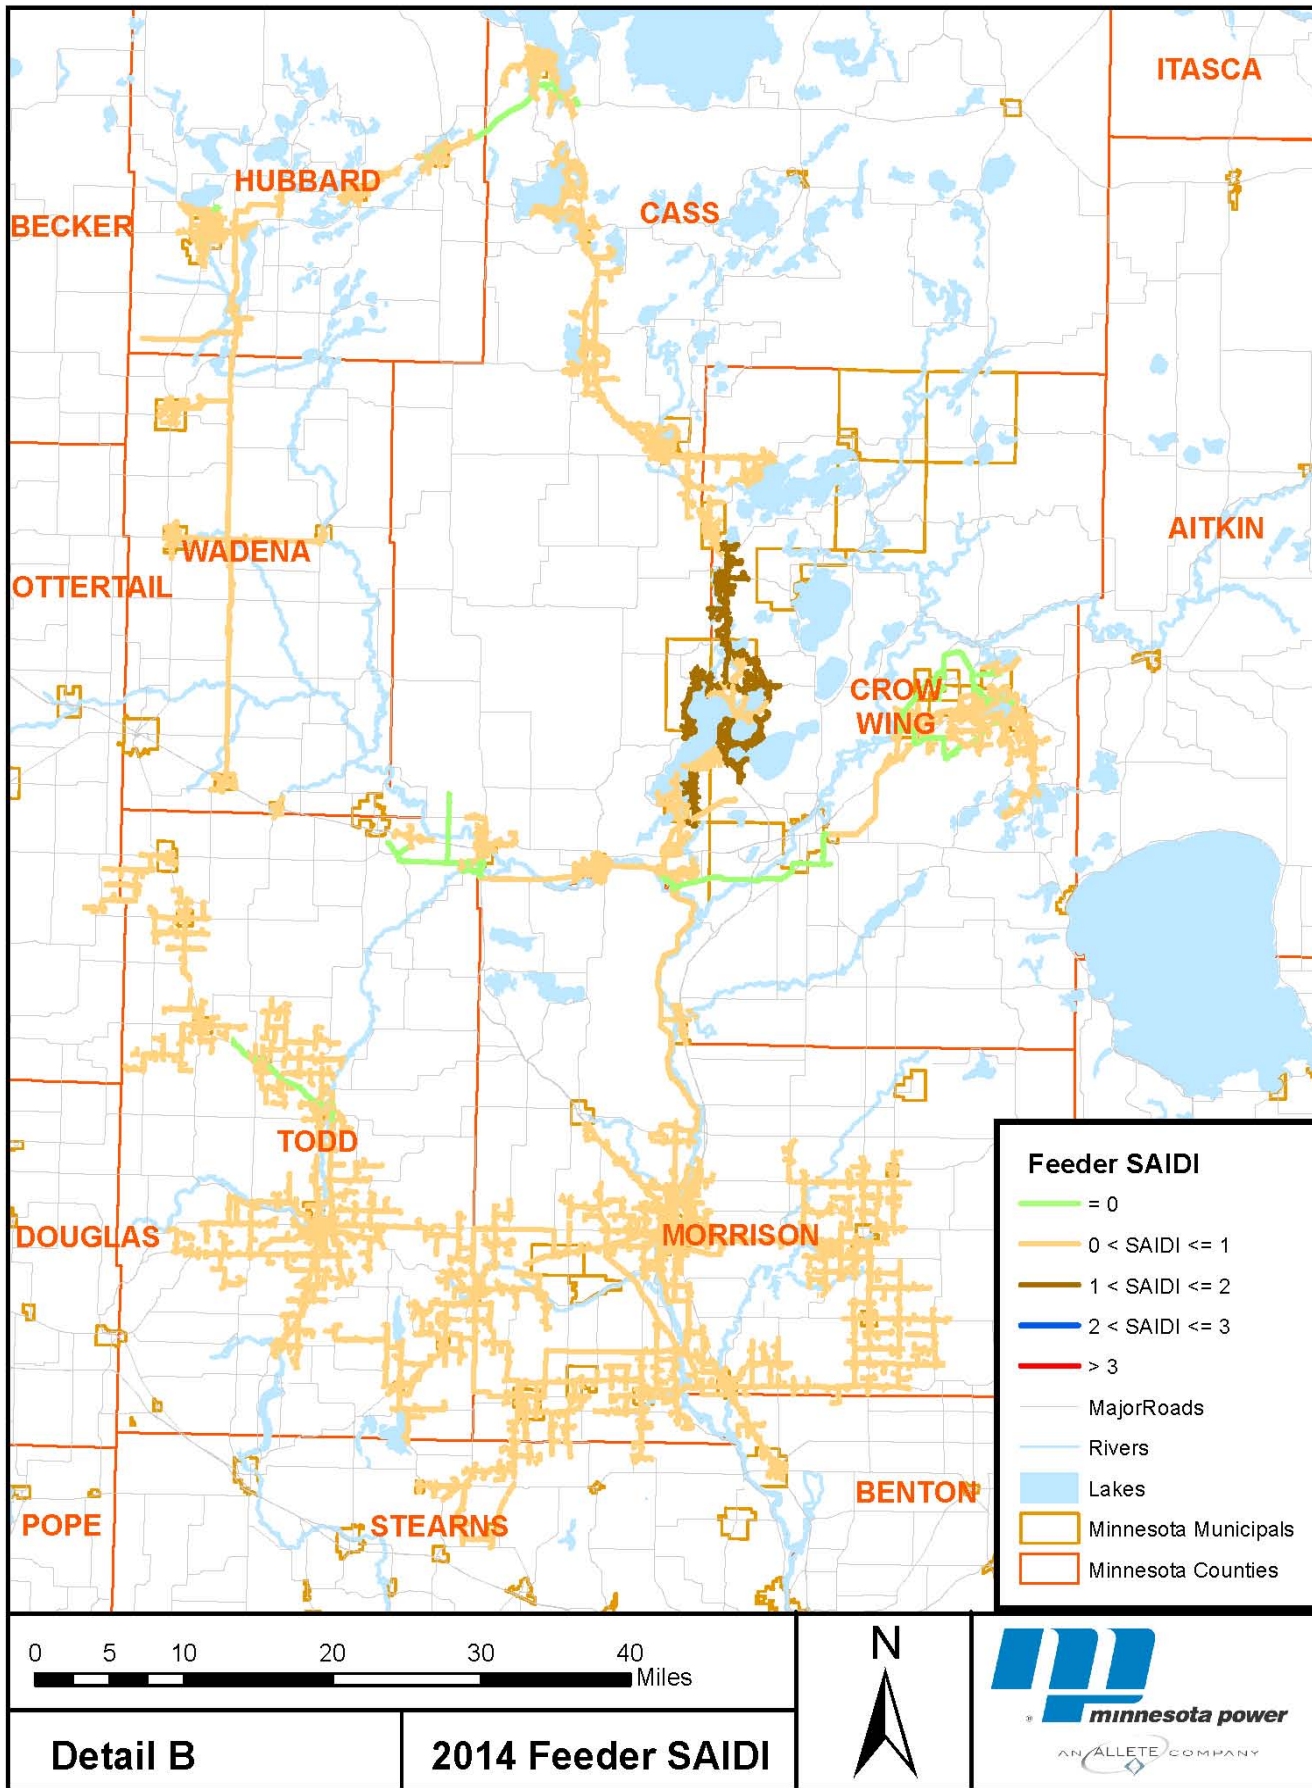 ITASCA
HUBBARD
CASS
BECKER
AITKIN
WADENA
OTTERTAIL
CROW
WING
TODD
MORRISON
DOUGLAS
BENTON
POPE
STEARNS
Feeder SAIDI
= 0
0 < SAIDI <= 1
1 < SAIDI <= 2
2 < SAIDI <= 3
> 3
MajorRoads
Rivers
Lakes
Minnesota Municipals
Minnesota Counties
0 5 10 20 30 40
Miles
N
Detail B
2014 Feeder SAIDI
mp
® minnesota power
AN ALLETE COMPANY